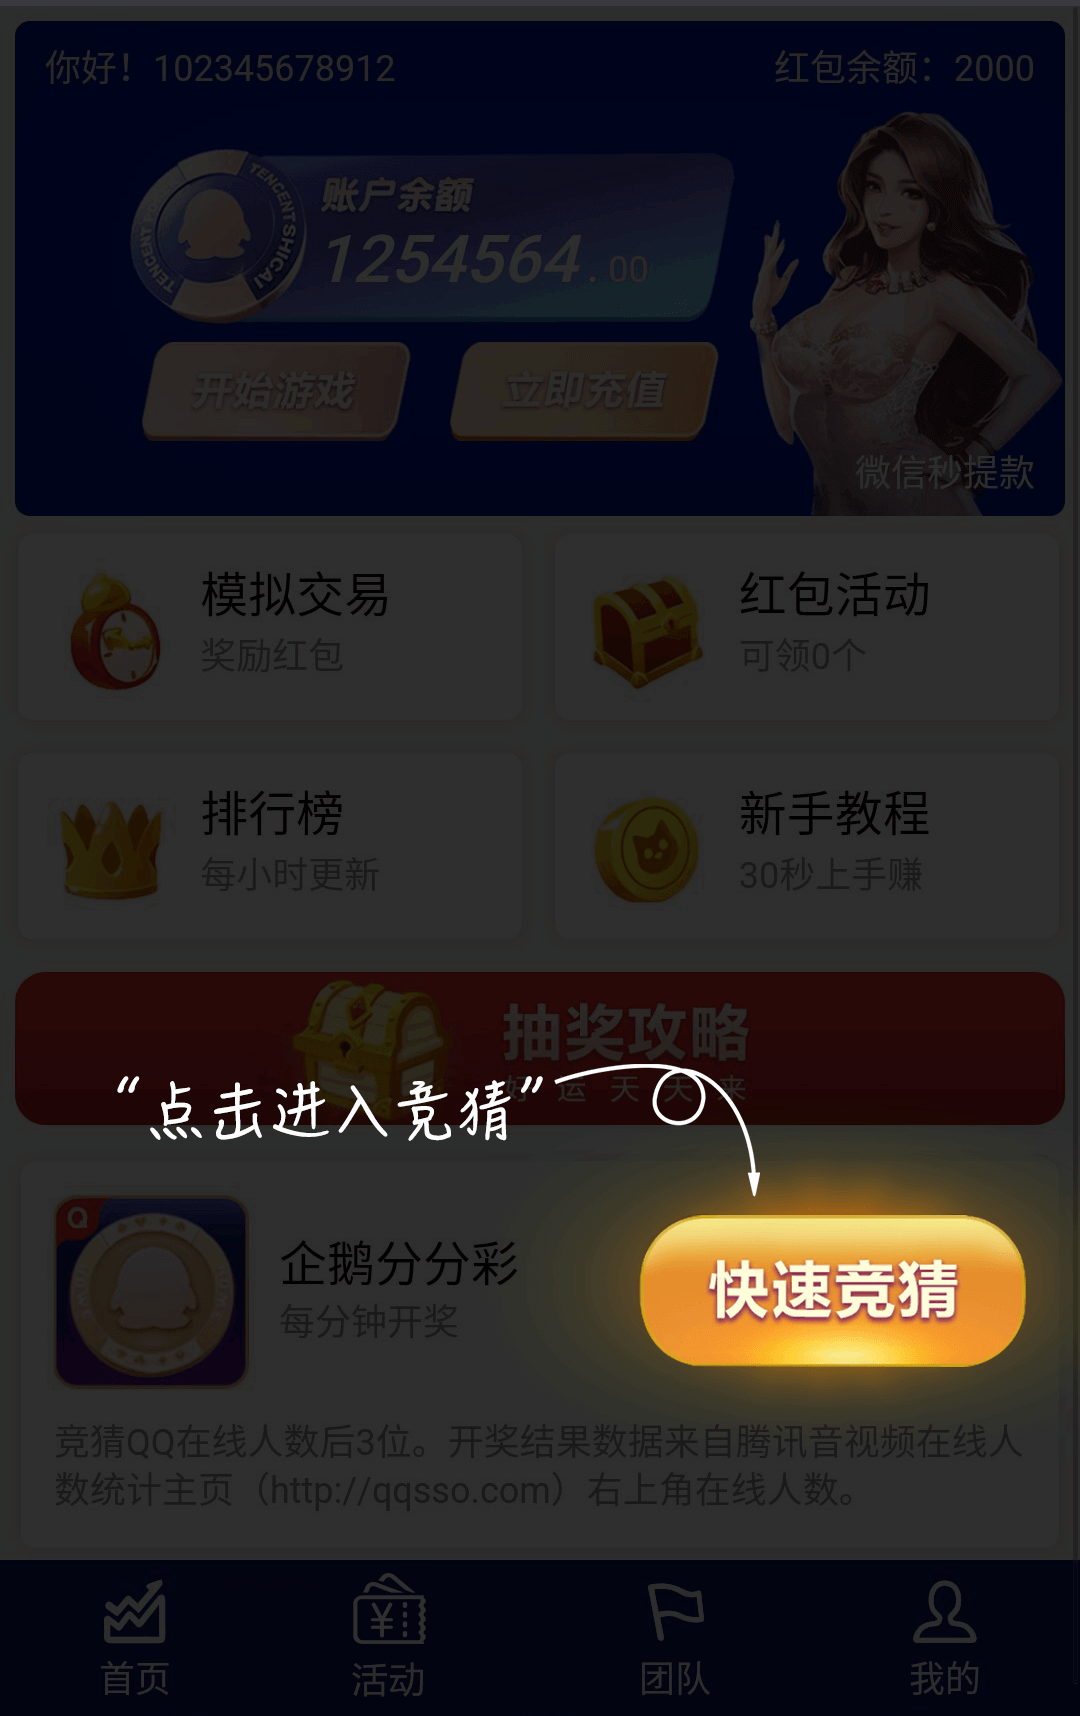 你好！102345678912
红包余额：2000
账户余额
1254564.00
TENCENT SHICAI
开始游戏
立即充值
微信秒提款
模拟交易
奖励红包
红包活动
可领0个
排行榜
每小时更新
新手教程
30秒上手赚
抽奖攻略
好运天天来
“点击进入竞猜”
Q
企鹅分分彩
每分钟开奖
快速竞猜
竞猜QQ在线人数后3位。开奖结果数据来自腾讯音视频在线人
数统计主页（http://qqsso.com）右上角在线人数。
首页
活动
团队
我的